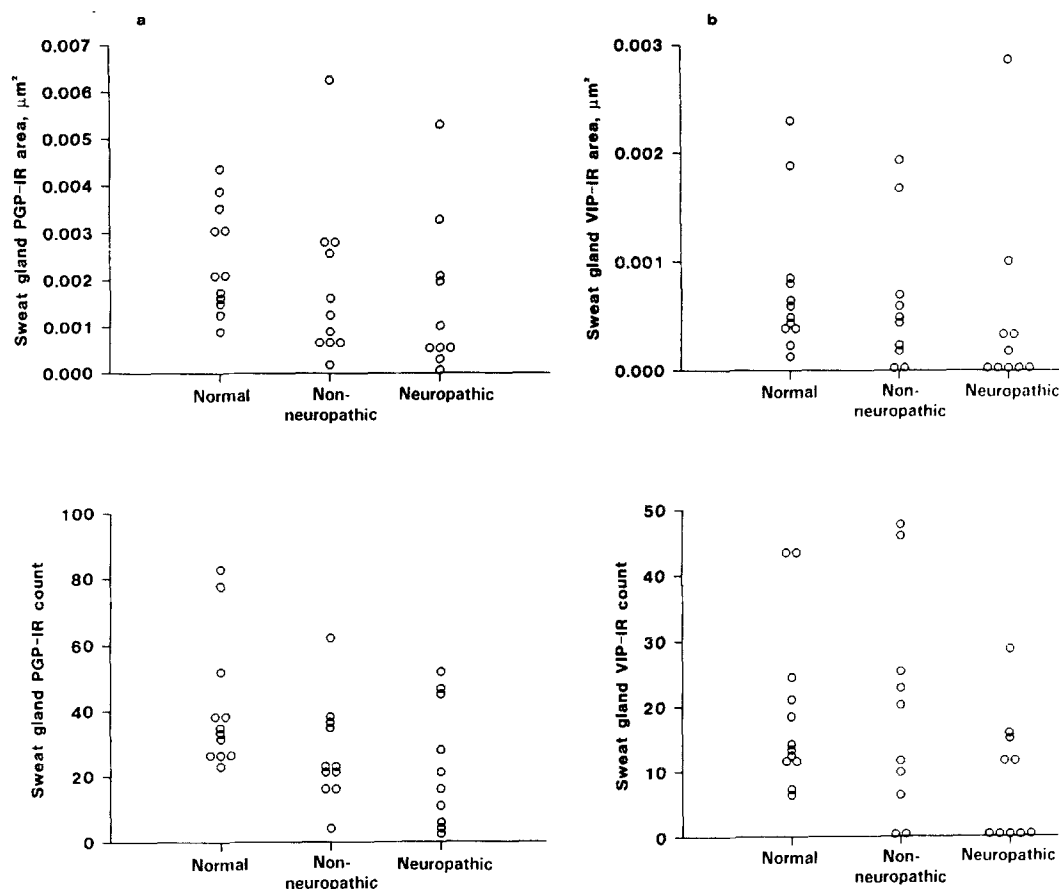 a
Sweat gland PGP-IR area, μm²
0.007
0.006
0.005
0.004
0.003
0.002
0.001
0.000
Normal
Non-
neuropathic
Neuropathic
b
Sweat gland VIP-IR area, μm²
0.003
0.002
0.001
0.000
Normal
Non-
neuropathic
Neuropathic
Sweat gland PGP-IR count
100
80
60
40
20
0
Normal
Non-
neuropathic
Neuropathic
Sweat gland VIP-IR count
50
40
30
20
10
0
Normal
Non-
neuropathic
Neuropathic